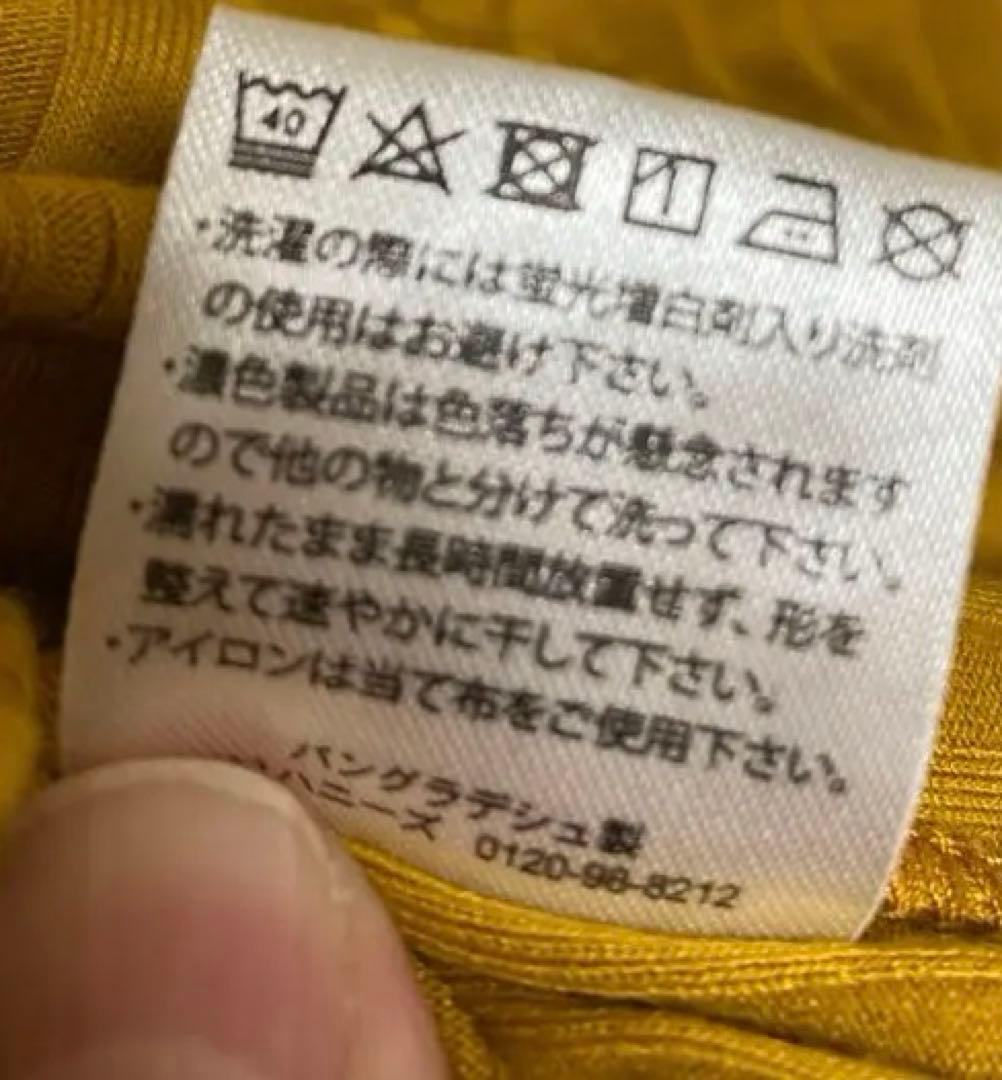 40
・洗濯の際には蛍光増白剤入り洗剤
の使用はお避け下さい。
・濃色製品は色落ちが懸念されます
ので他の物と分けて洗って下さい。
・濡れたまま長時間放置せず、形を
整えて速やかに干して下さい。
・アイロンは当て布をご使用下さい。
バングラデシュ製
ハニーズ 0120-98-8212